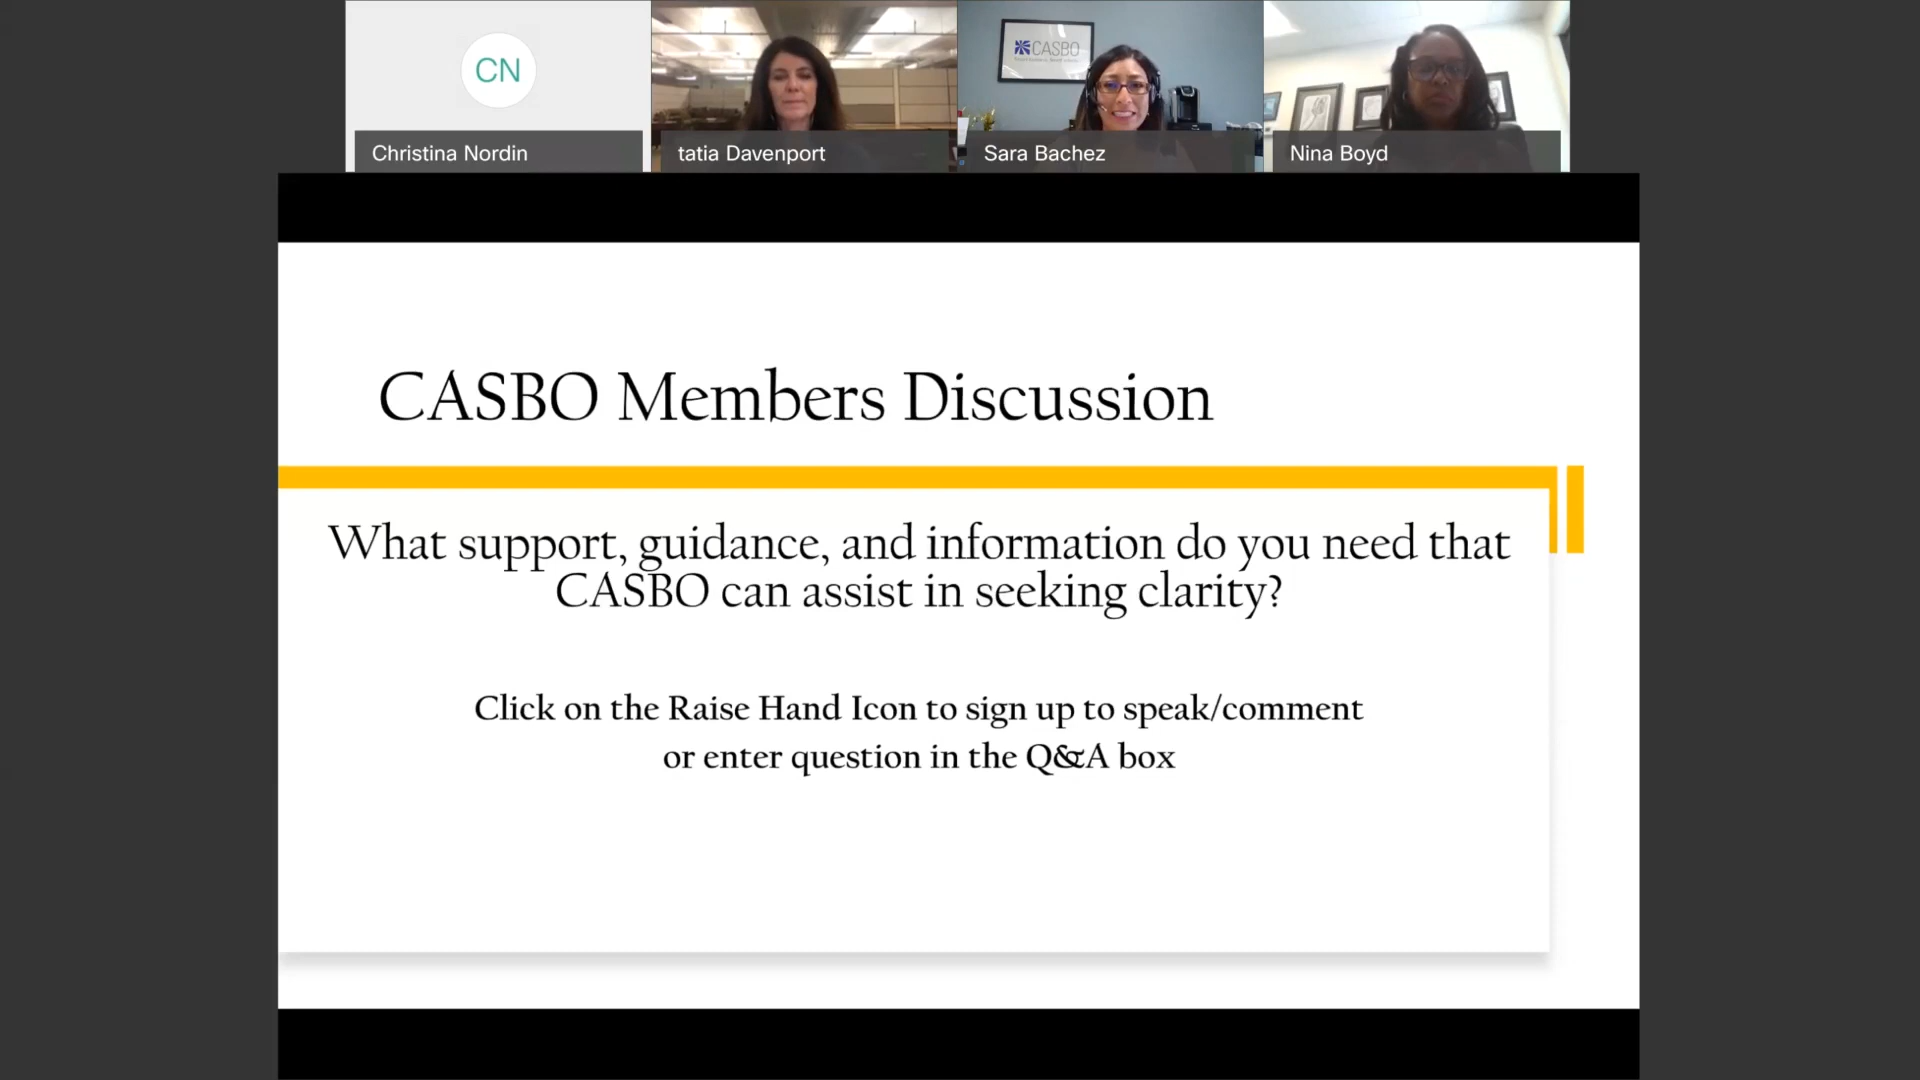 CN
CASBO
Christina Nordin
tatia Davenport
Sara Bachez
Nina Boyd
CASBO Members Discussion
What support, guidance, and information do you need that
CASBO can assist in seeking clarity?
Click on the Raise Hand Icon to sign up to speak/comment
or enter question in the Q&A box